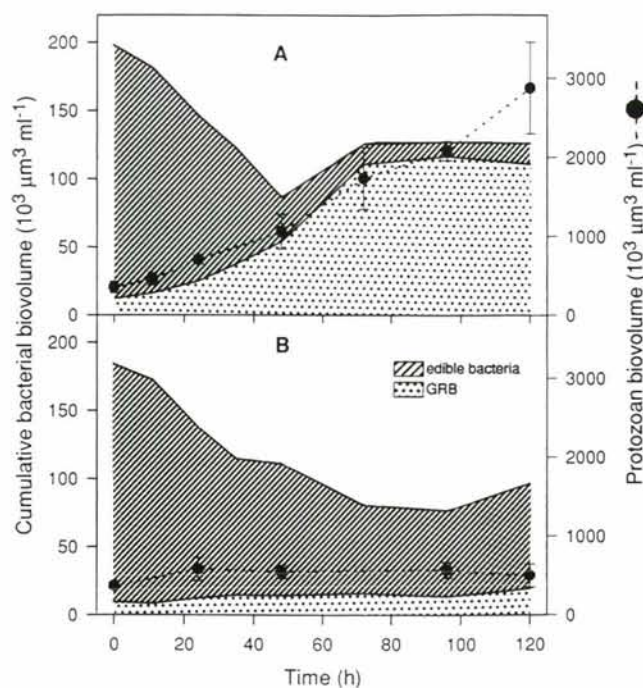 A
200
150
100
50
0
3000
2000
1000
0
B
edible bacteria
GRB
200
150
100
50
0
3000
2000
1000
0
0 20 40 60 80 100 120
Time (h)
Cumulative bacterial biovolume (10³ μm³ ml⁻¹)
Protozoan biovolume (10³ μm³ ml⁻¹)